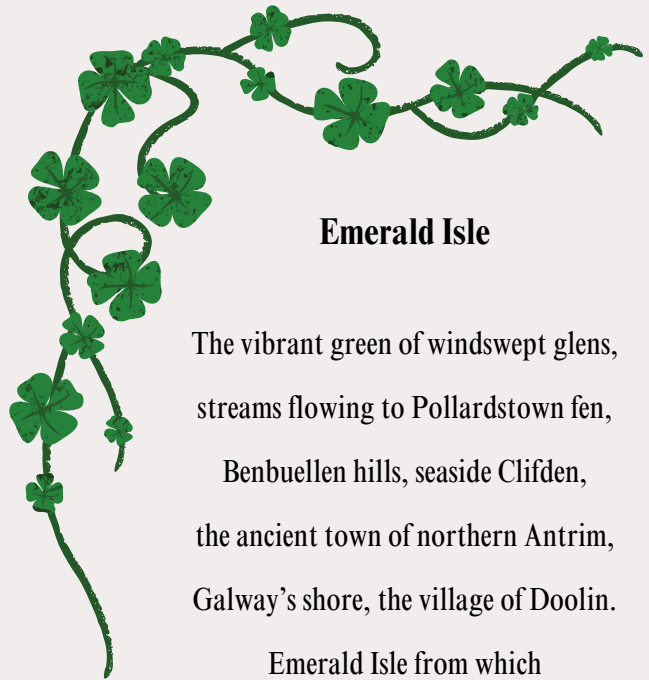 Emerald Isle
The vibrant green of windswept glens,
streams flowing to Pollardstown fen,
Benbuellen hills, seaside Clifden,
the ancient town of northern Antrim,
Galway’s shore, the village of Doolin.
Emerald Isle from which